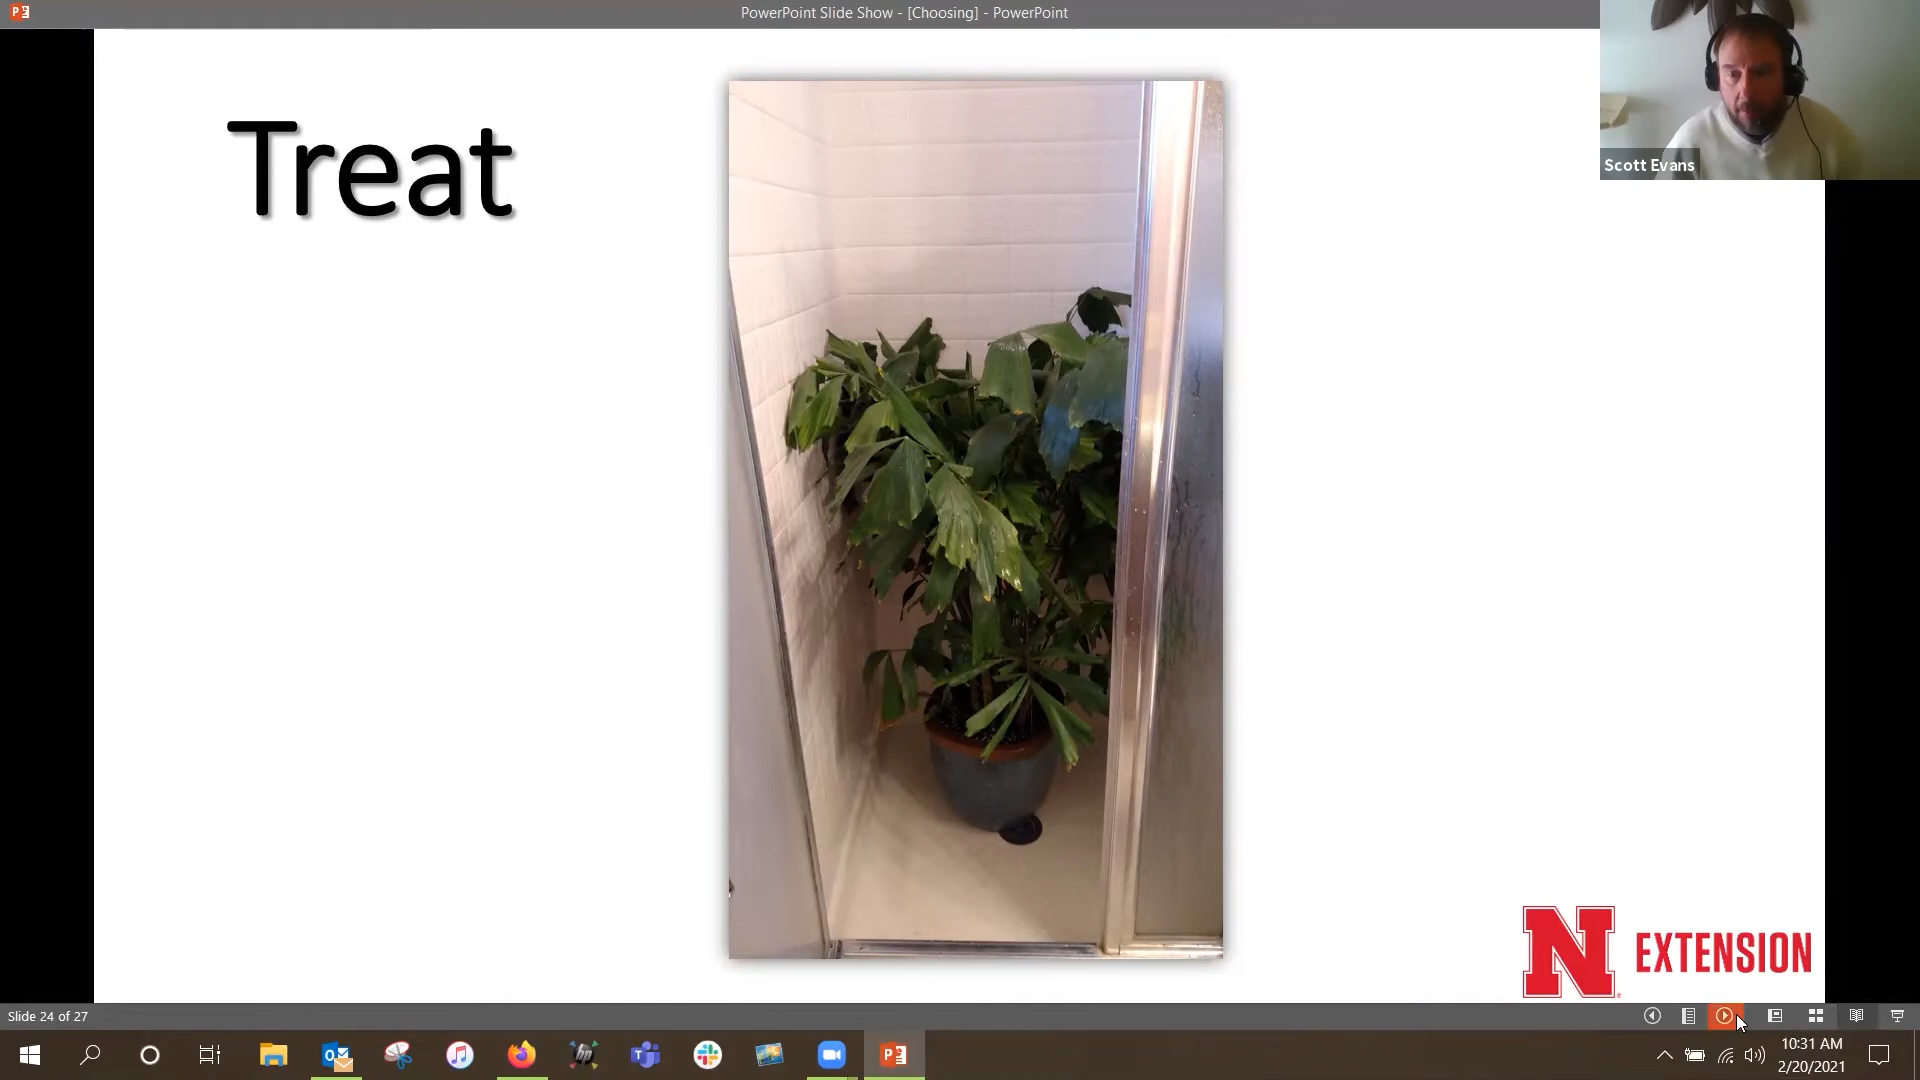 PowerPoint Slide Show - [Choosing] - PowerPoint
Scott Evans
Treat
N EXTENSION
Slide 24 of 27
10:31 AM
2/20/2021